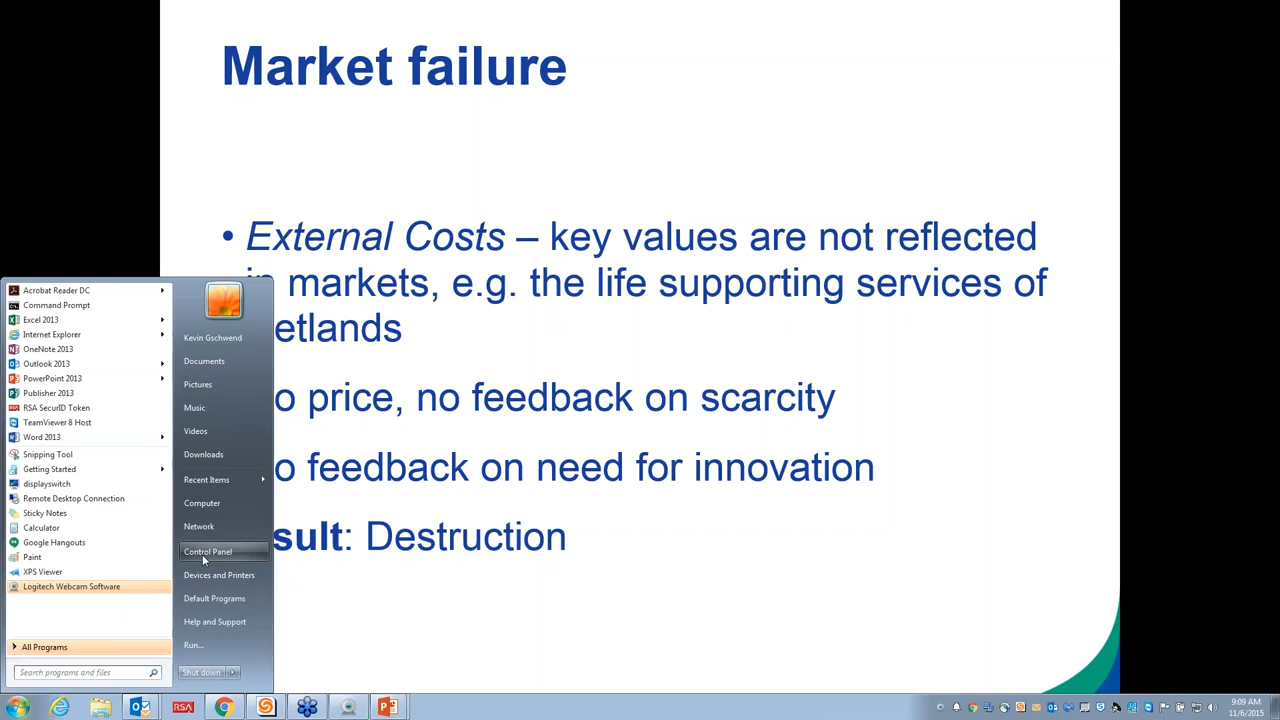 Market failure
• External Costs – key values are not reflected
markets, e.g. the life supporting services of
etlands
o price, no feedback on scarcity
o feedback on need for innovation
sult: Destruction
Acrobat Reader DC
Command Prompt
Excel 2013
Internet Explorer
OneNote 2013
Outlook 2013
PowerPoint 2013
Publisher 2013
RSA SecurID Token
TeamViewer 8 Host
Word 2013
Snipping Tool
Getting Started
displayswitch
Remote Desktop Connection
Sticky Notes
Calculator
Google Hangouts
Paint
XPS Viewer
Logitech Webcam Software
All Programs
Search programs and files
Kevin Gschwend
Documents
Pictures
Music
Videos
Downloads
Recent Items
Computer
Network
Control Panel
Devices and Printers
Default Programs
Help and Support
Run...
Shut down
RSA
9:09 AM
11/6/2015